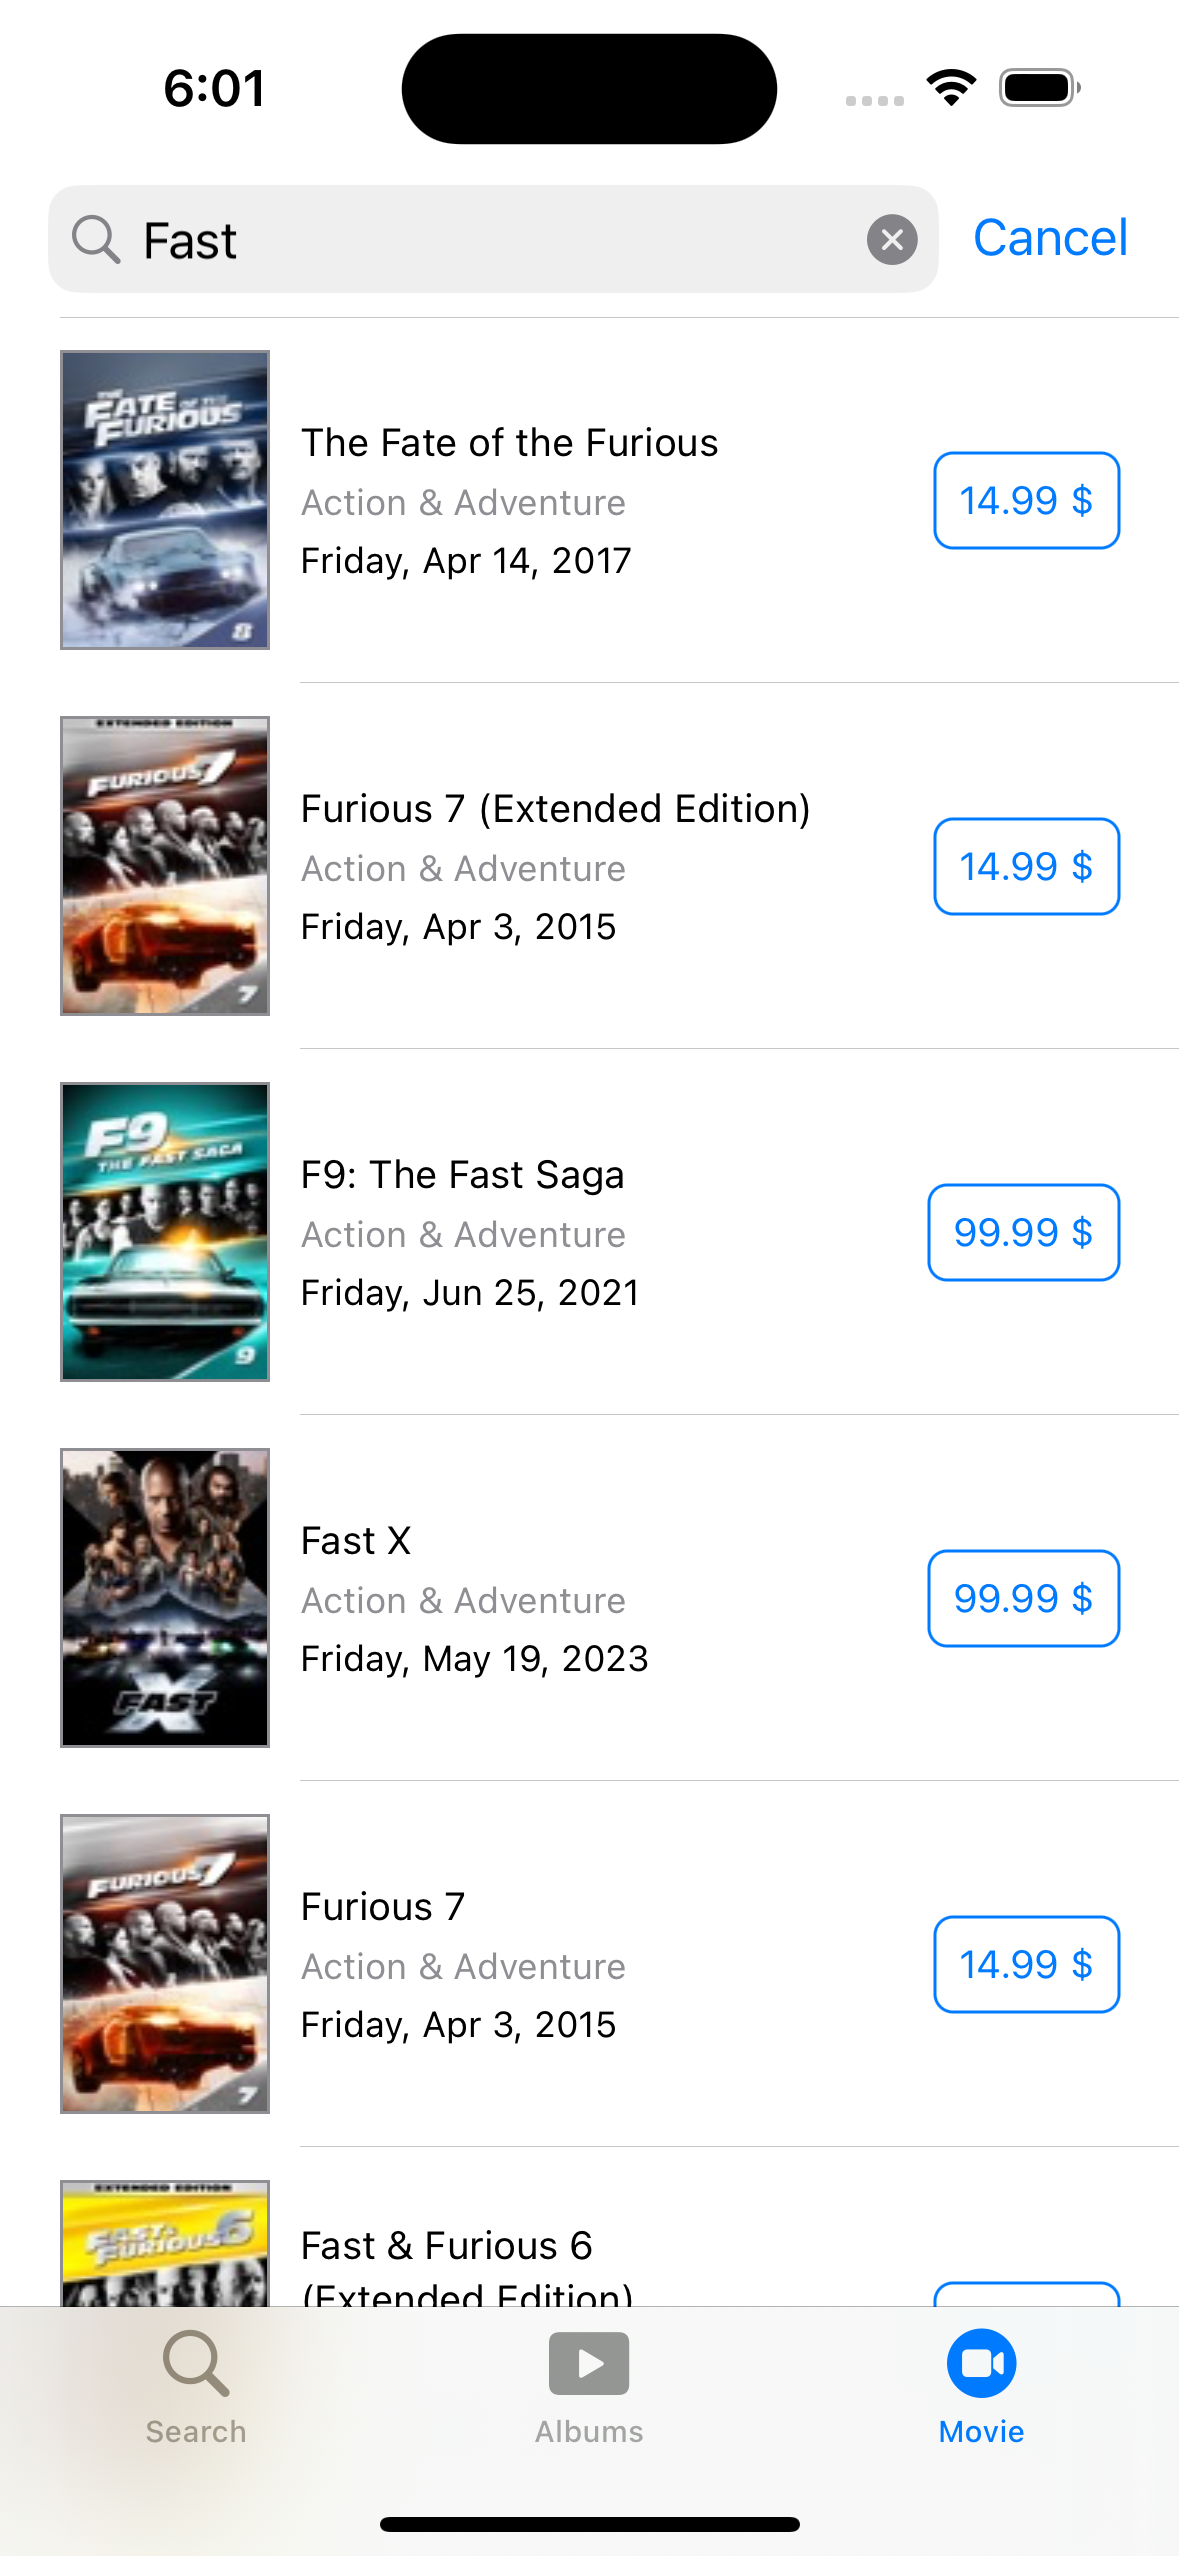 6:01
Fast
Cancel
THE
FATE OF THE
FURIOUS
8
The Fate of the Furious
Action & Adventure
Friday, Apr 14, 2017
14.99 $
EXTENDED EDITION
FURIOUS 7
7
Furious 7 (Extended Edition)
Action & Adventure
Friday, Apr 3, 2015
14.99 $
F9
THE FAST SAGA
9
F9: The Fast Saga
Action & Adventure
Friday, Jun 25, 2021
99.99 $
FAST
X
Fast X
Action & Adventure
Friday, May 19, 2023
99.99 $
FURIOUS 7
7
Furious 7
Action & Adventure
Friday, Apr 3, 2015
14.99 $
EXTENDED EDITION
FAST &
FURIOUS 6
Fast & Furious 6
(Extended Edition)
Search
Albums
Movie